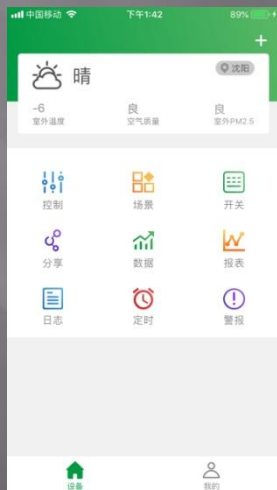 中国移动 下午1:42 89%
+
晴 沈阳
-6 良 良
室外温度 空气质量 室外PM2.5
控制 场景 开关
分享 数据 报表
日志 定时 警报
设备 我的